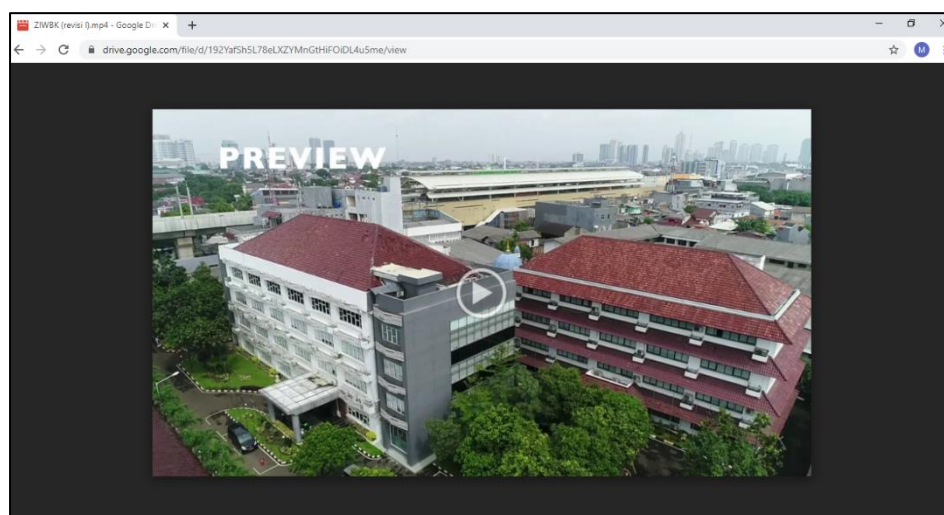 ZIWBK (revisi I).mp4 - Google Dr
drive.google.com/file/d/192YafSh5L78eLXZYMnGtHiFOiDL4u5me/view
M
PREVIEW